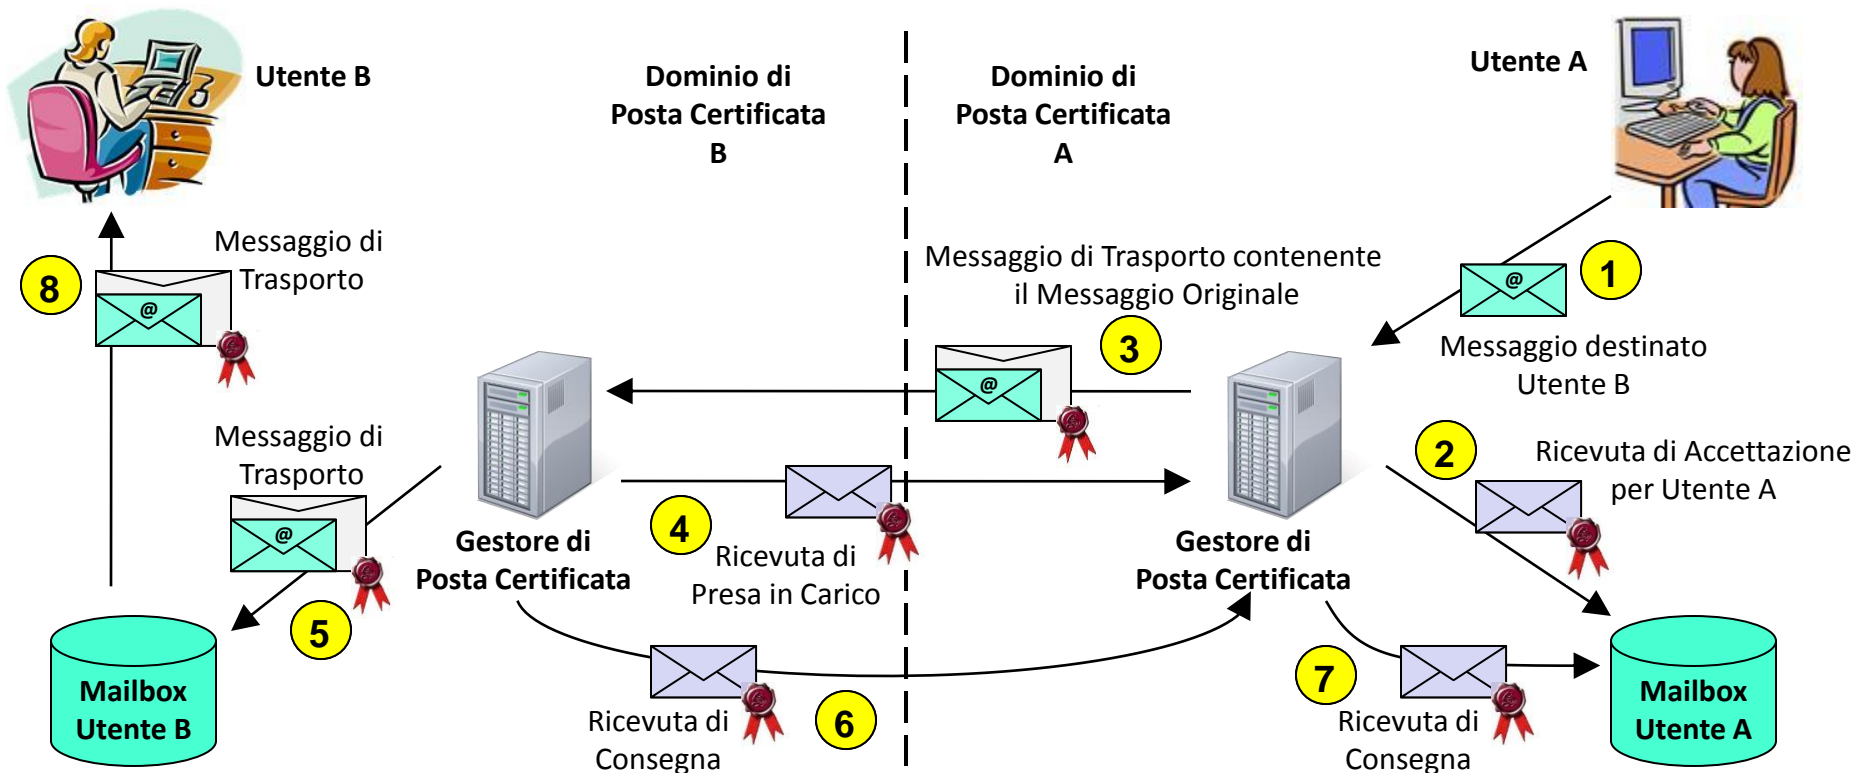 Utente B
Dominio di
Posta Certificata
B
Dominio di
Posta Certificata
A
Utente A
8
Messaggio di
Trasporto
@
Messaggio di Trasporto contenente
il Messaggio Originale
3
@
1
@
Messaggio destinato
Utente B
Messaggio di
Trasporto
@
5
4
Ricevuta di
Presa in Carico
2
Ricevuta di Accettazione
per Utente A
Gestore di
Posta Certificata
Gestore di
Posta Certificata
6
Ricevuta di
Consegna
7
Ricevuta di
Consegna
Mailbox
Utente B
Mailbox
Utente A